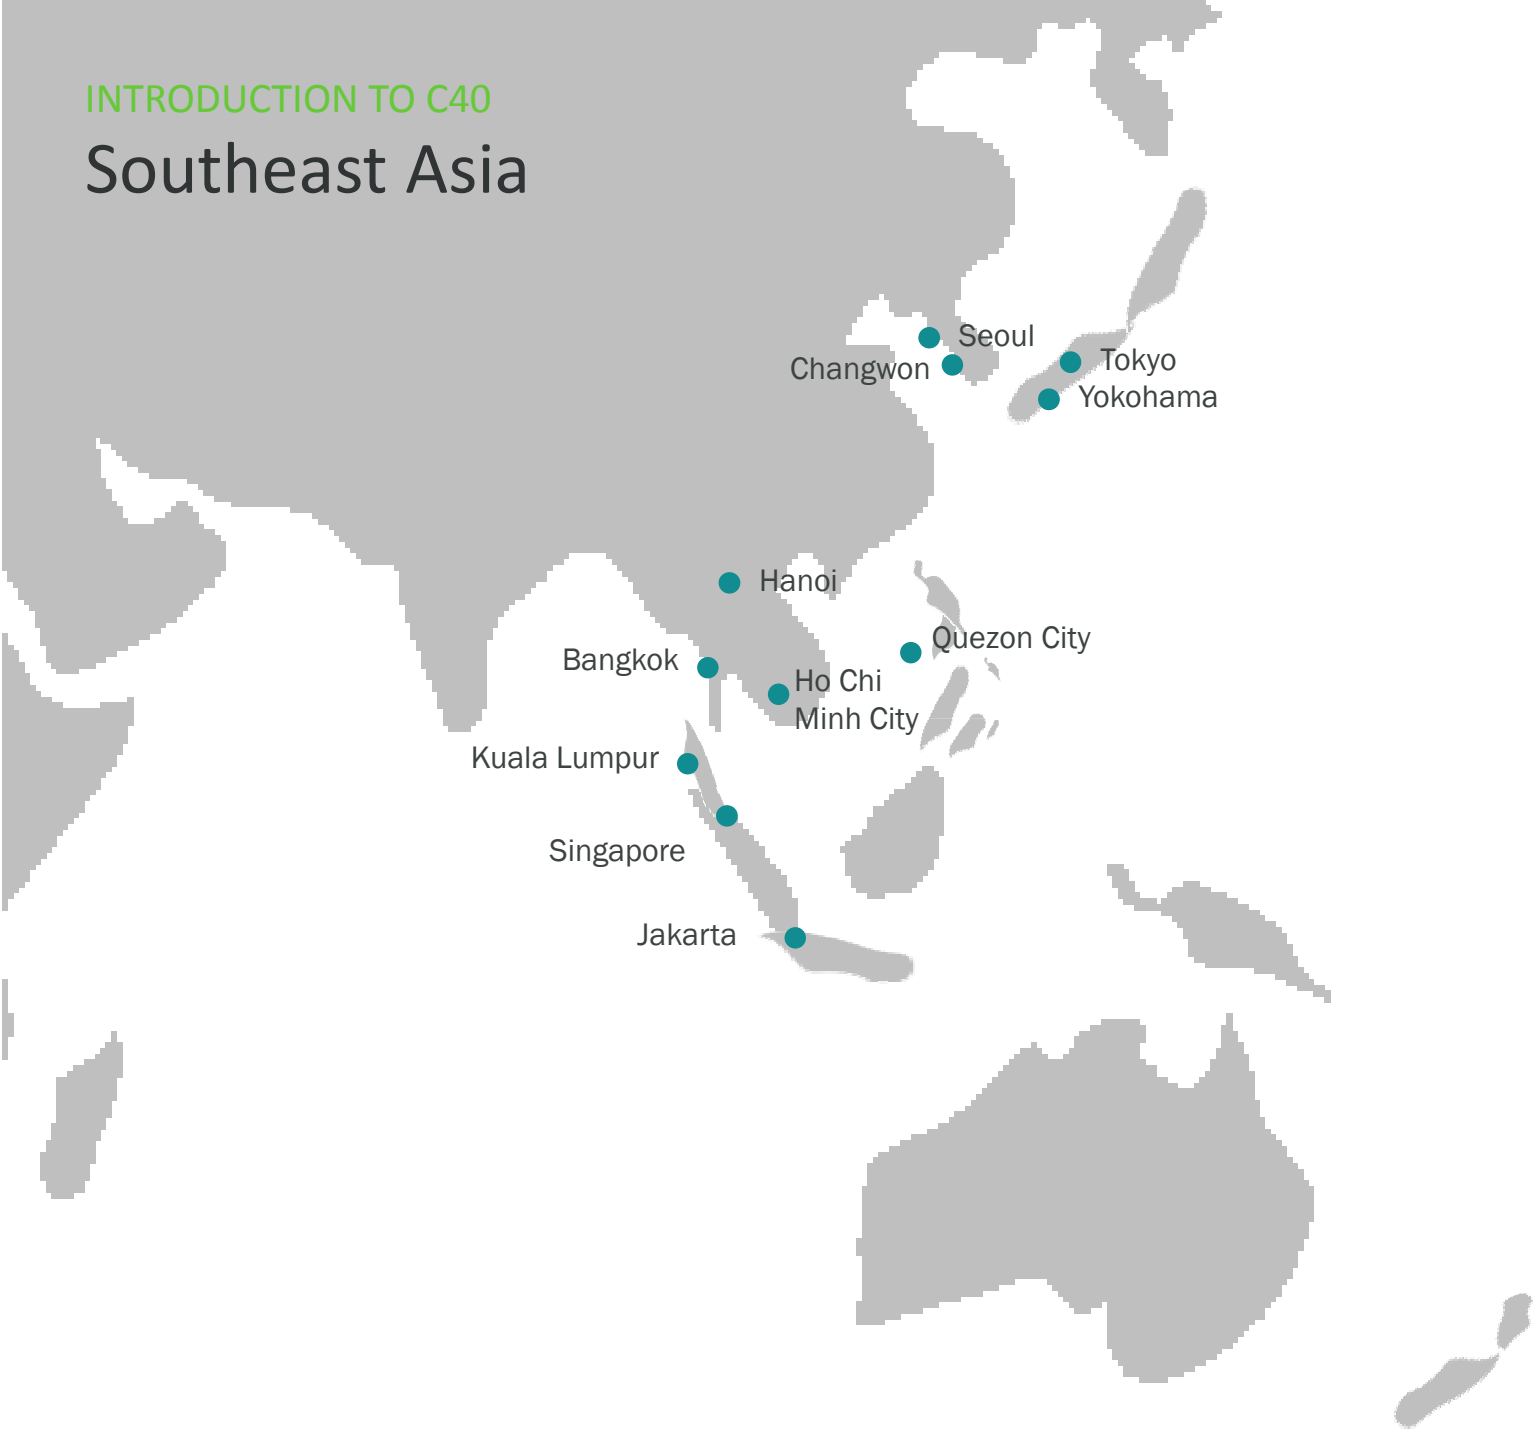 INTRODUCTION TO C40
Southeast Asia
Seoul
Changwon
Tokyo
Yokohama
Hanoi
Quezon City
Bangkok
Ho Chi
Minh City
Kuala Lumpur
Singapore
Jakarta